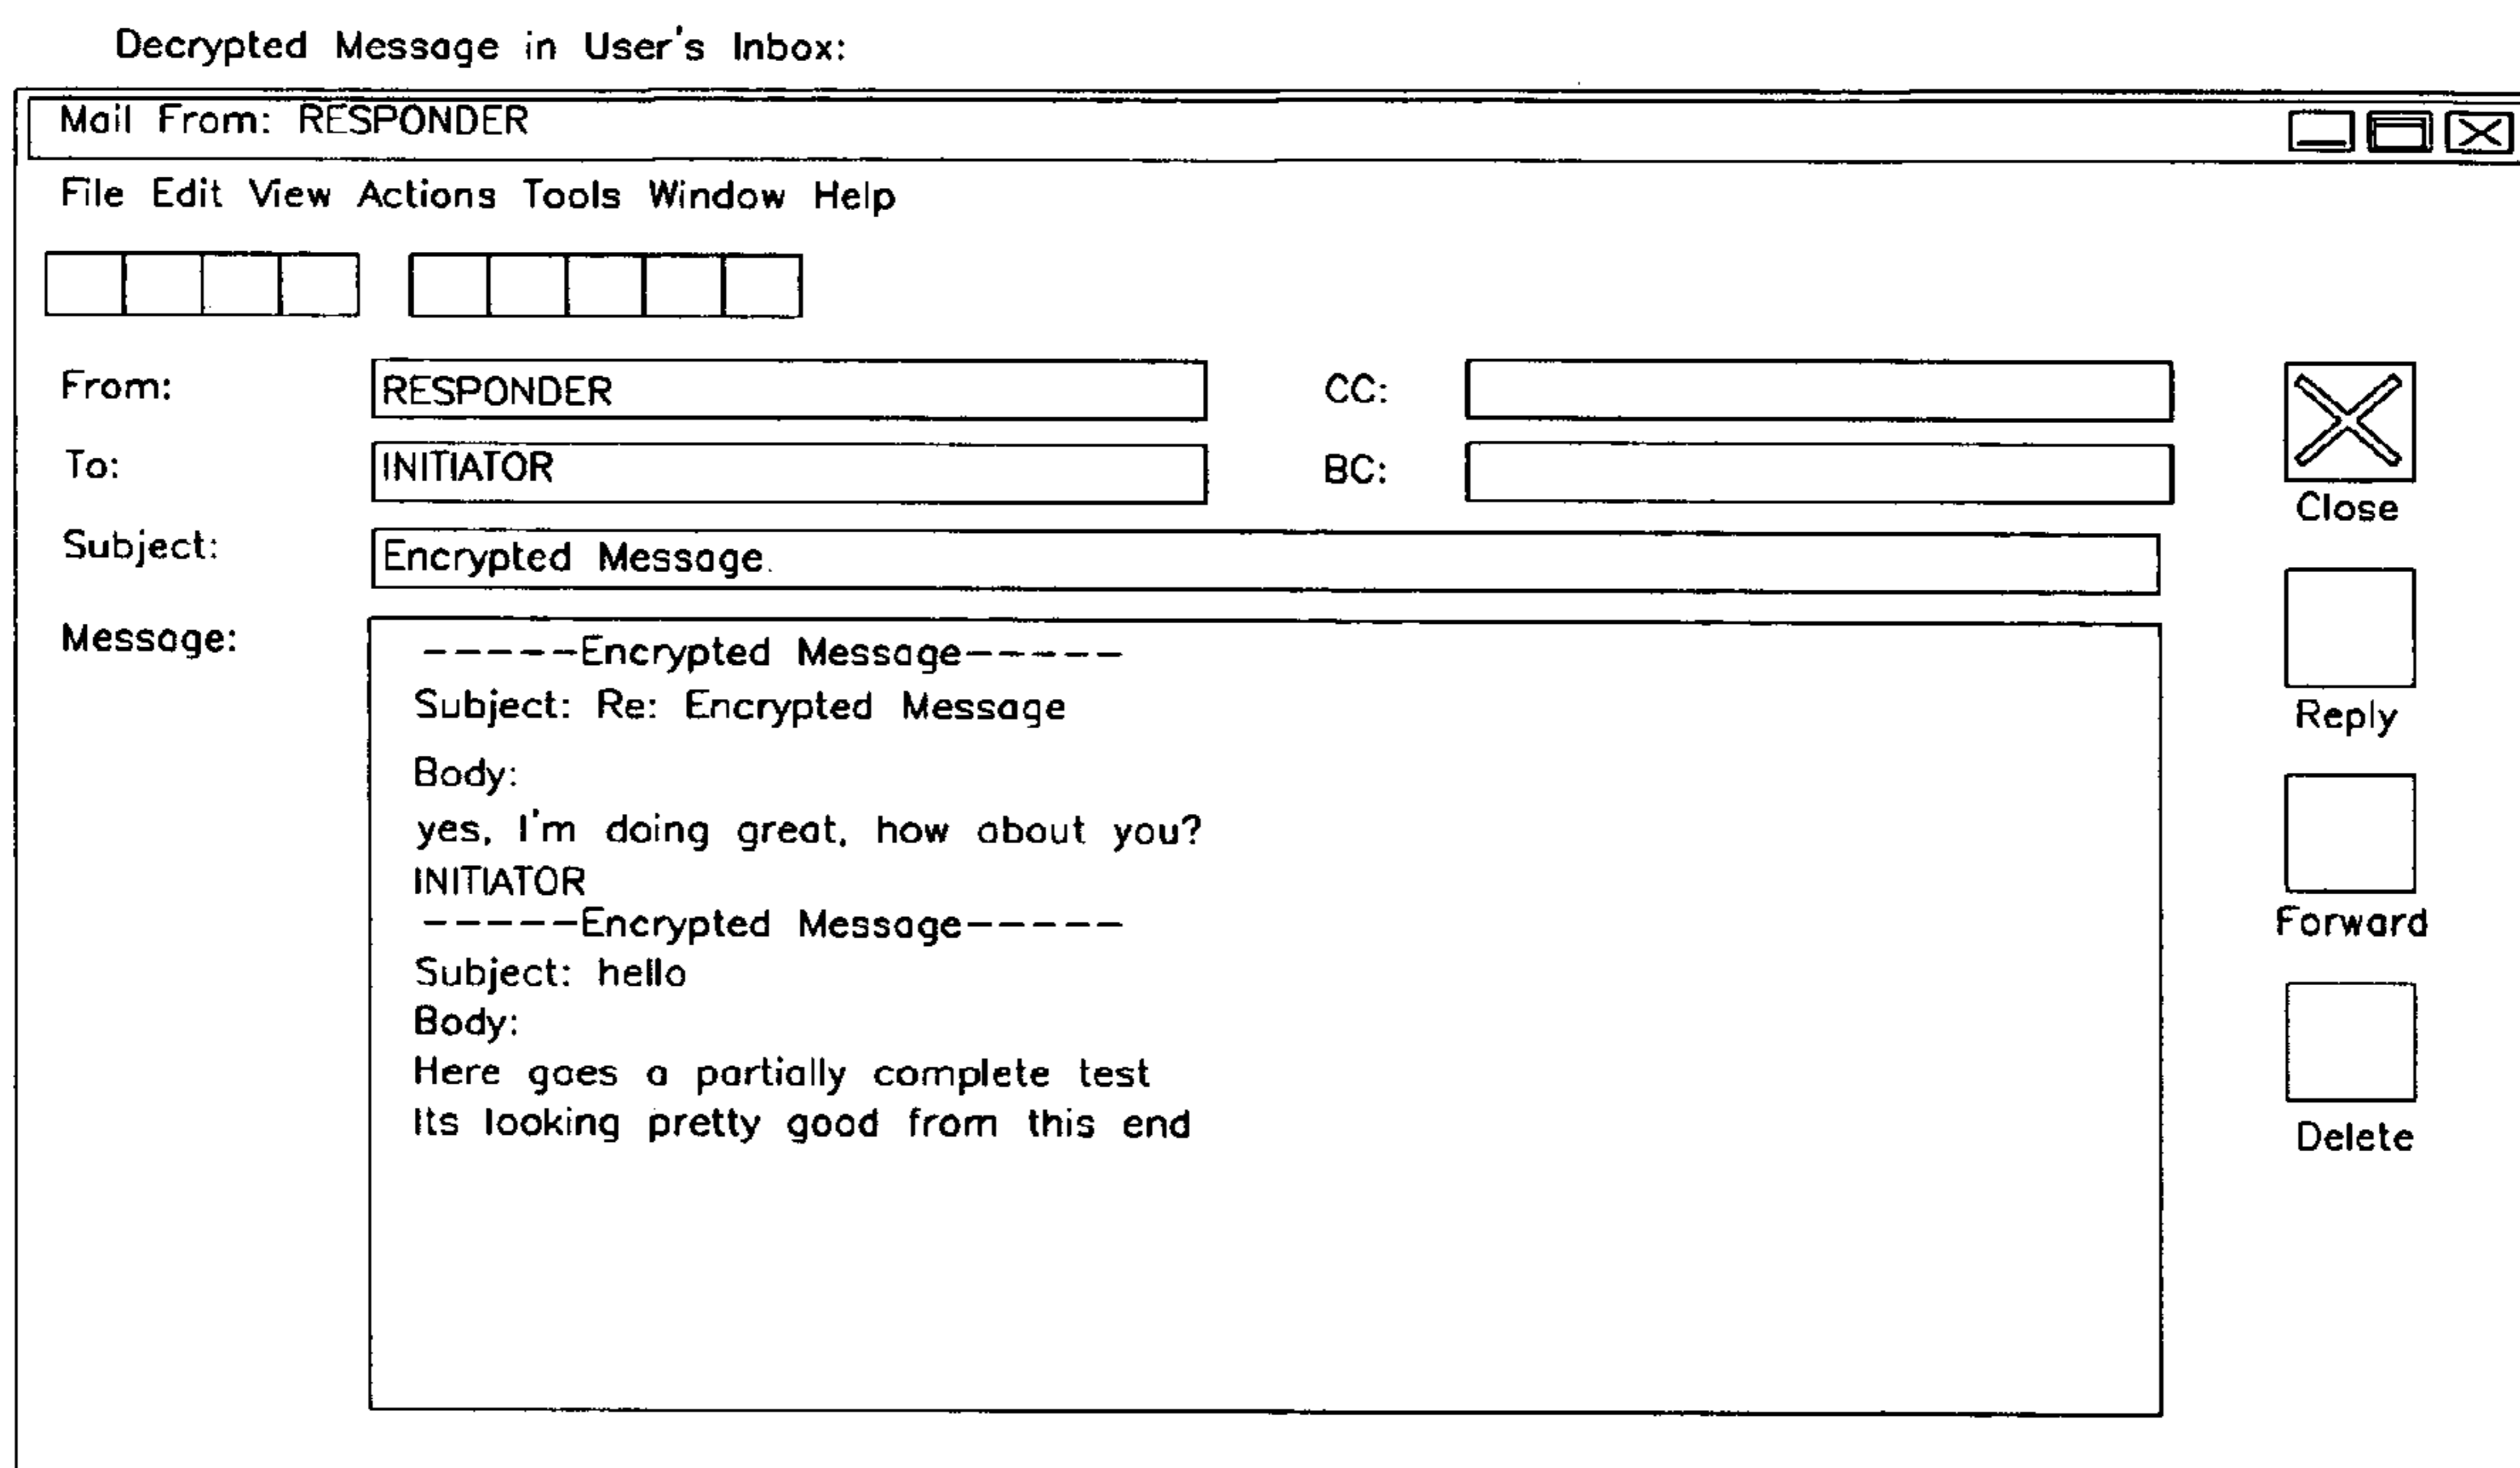 Decrypted Message in User's Inbox:
Mail From: RESPONDER
File Edit View Actions Tools Window Help
From: RESPONDER CC:
To: INITIATOR BC:
Close
Subject: Encrypted Message
Message:
-----Encrypted Message-----
Subject: Re: Encrypted Message
Reply
Body:
yes, I'm doing great, how about you?
INITIATOR
-----Encrypted Message-----
Forward
Subject: hello
Body:
Here goes a partially complete test
Its looking pretty good from this end
Delete